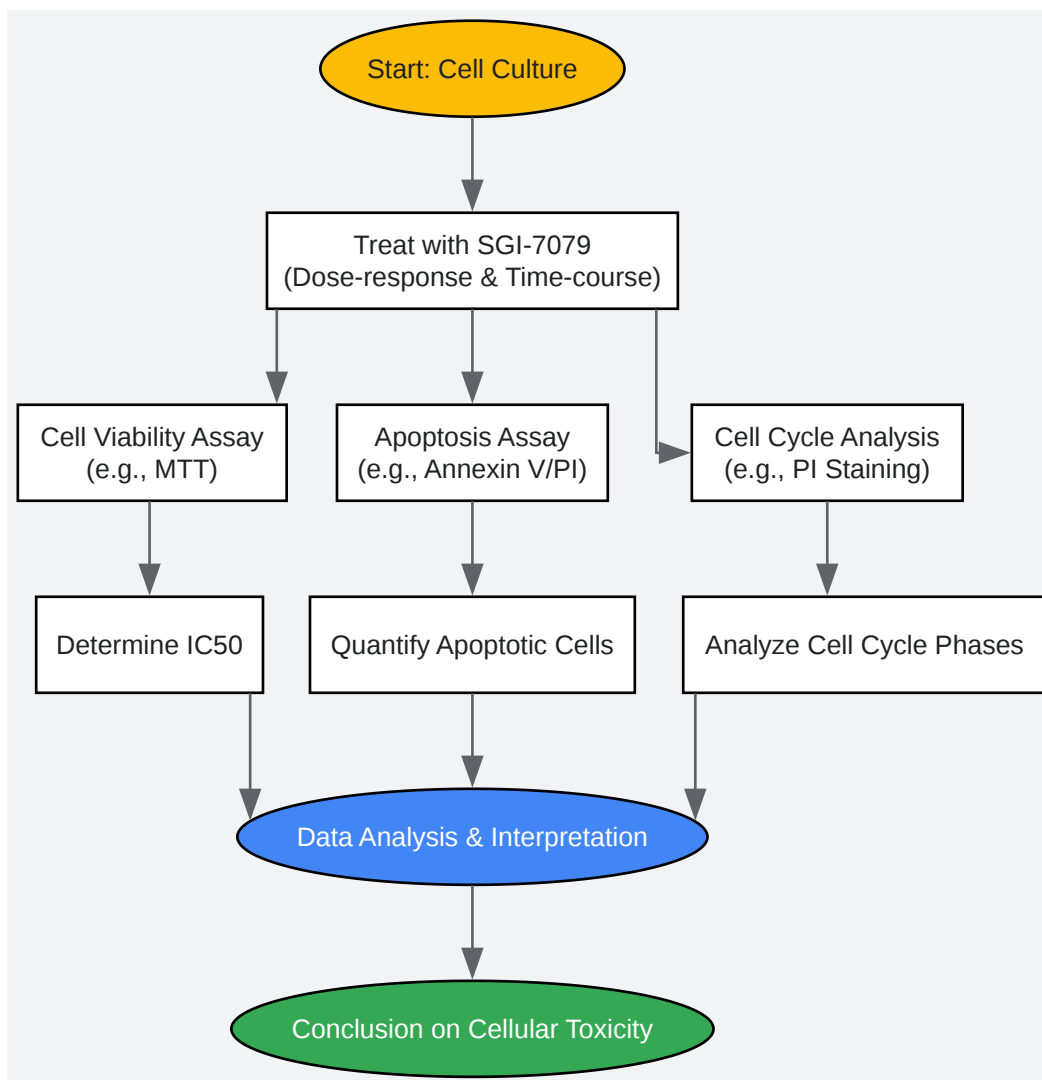 Start: Cell Culture
Treat with SGI-7079
(Dose-response & Time-course)
Cell Viability Assay
(e.g., MTT)
Apoptosis Assay
(e.g., Annexin V/PI)
Cell Cycle Analysis
(e.g., PI Staining)
Determine IC50
Quantify Apoptotic Cells
Analyze Cell Cycle Phases
Data Analysis & Interpretation
Conclusion on Cellular Toxicity